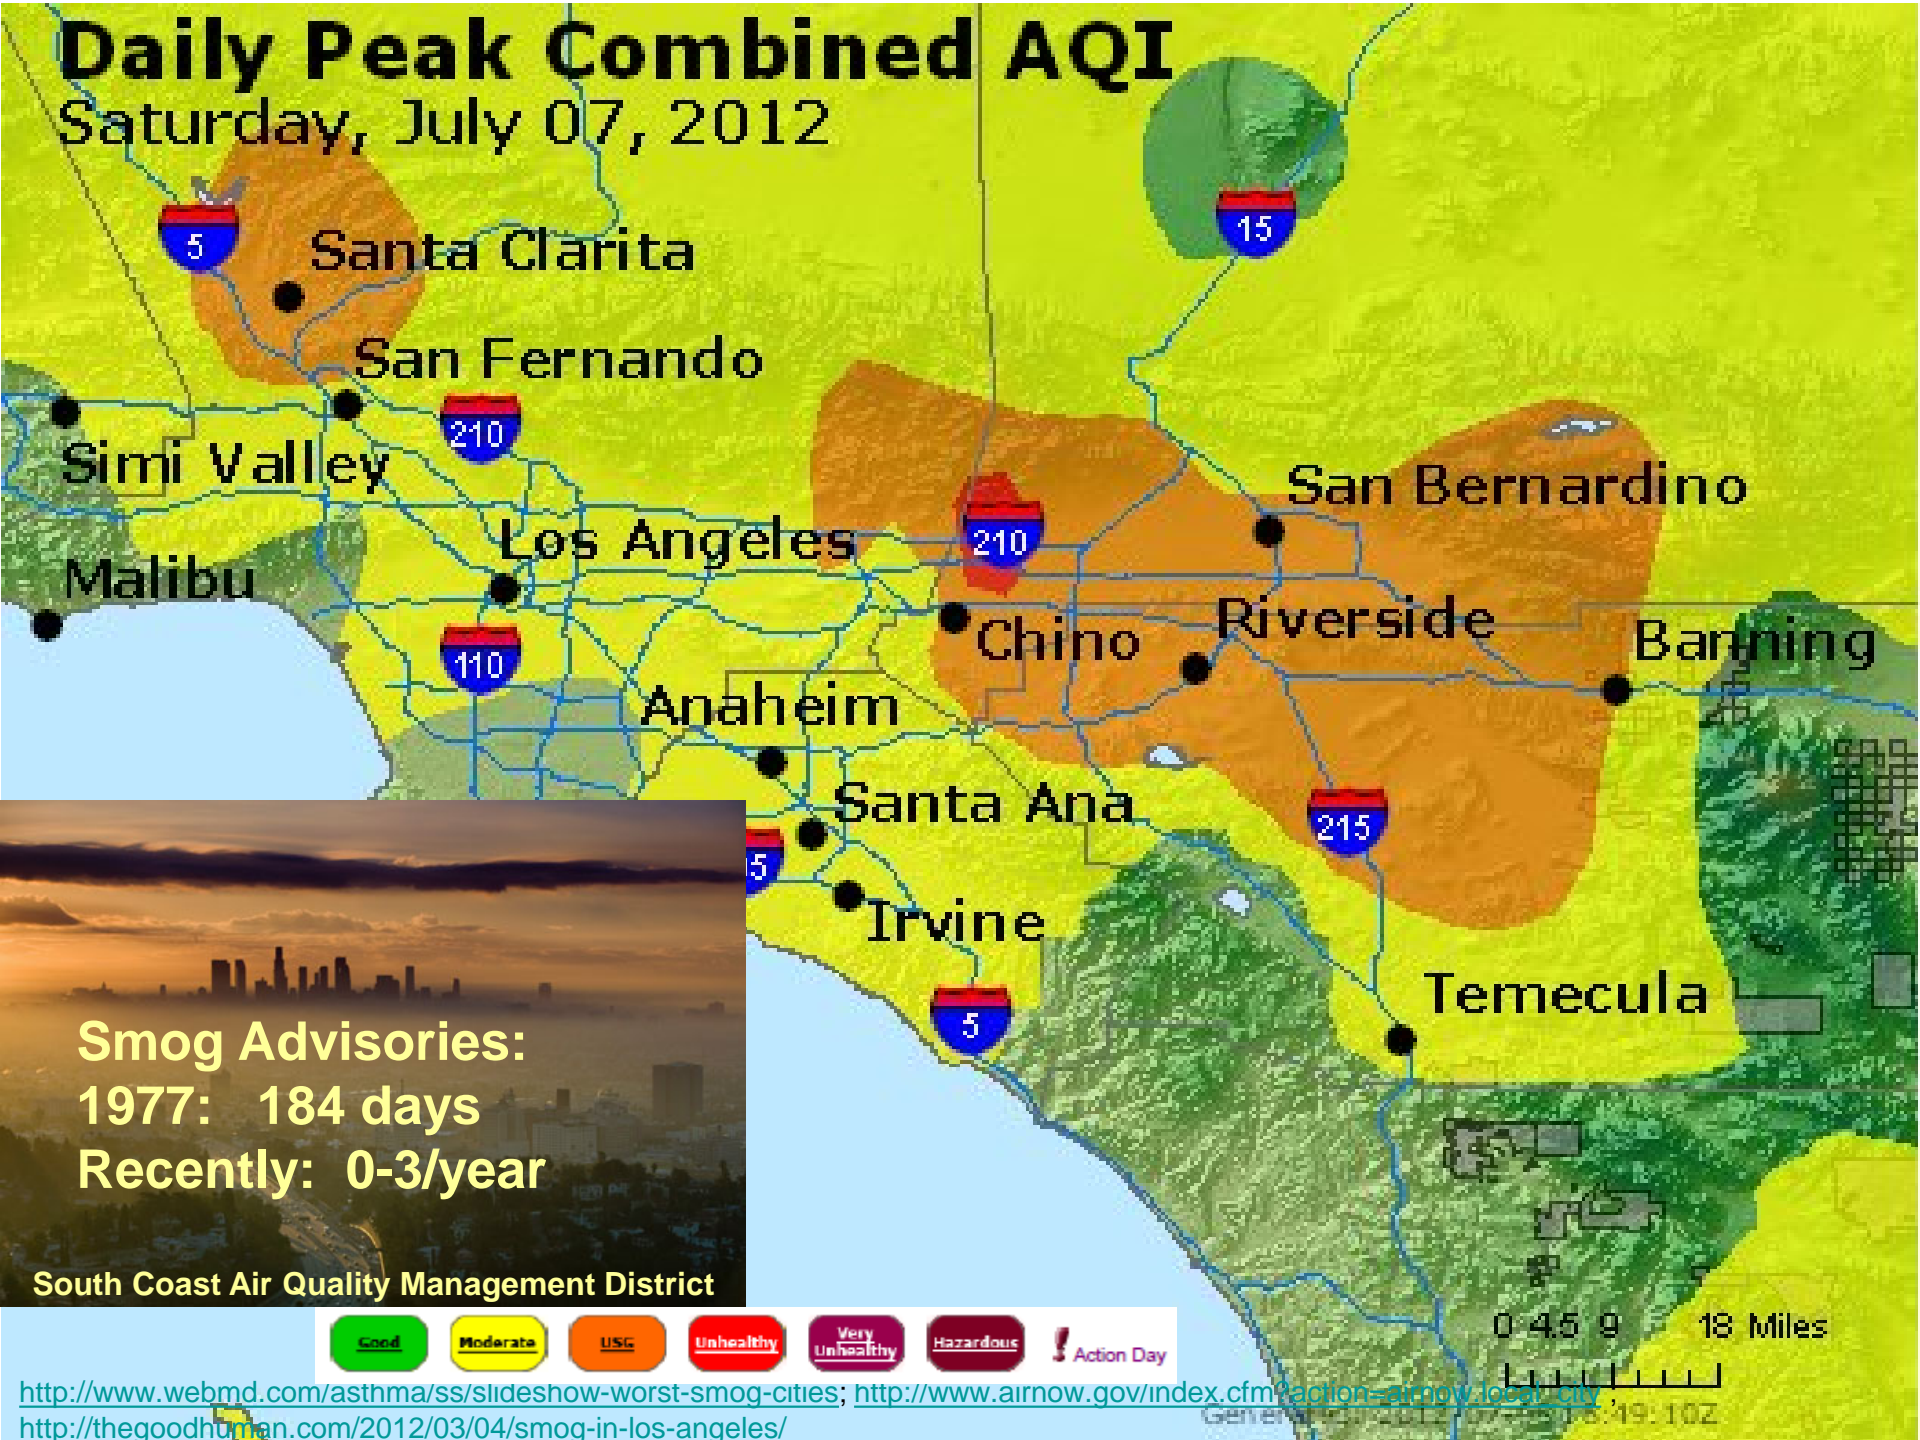 Daily Peak Combined AQI
Saturday, July 07, 2012
15
5
Santa Clarita
San Fernando
210
Simi Valley
San Bernardino
210
Los Angeles
Malibu
Riverside
Chino
Banning
110
Anaheim
Santa Ana
215
5
Irvine
Temecula
5
Smog Advisories:
1977: 184 days
Recently: 0-3/year
South Coast Air Quality Management District
0 4.5 9 18 Miles
Good Moderate USG Unhealthy Very Unhealthy Hazardous Action Day
http://www.webmd.com/asthma/ss/slideshow-worst-smog-cities; http://www.airnow.gov/index.cfm?action=airnow.local_city ;
http://thegoodhuman.com/2012/03/04/smog-in-los-angeles/